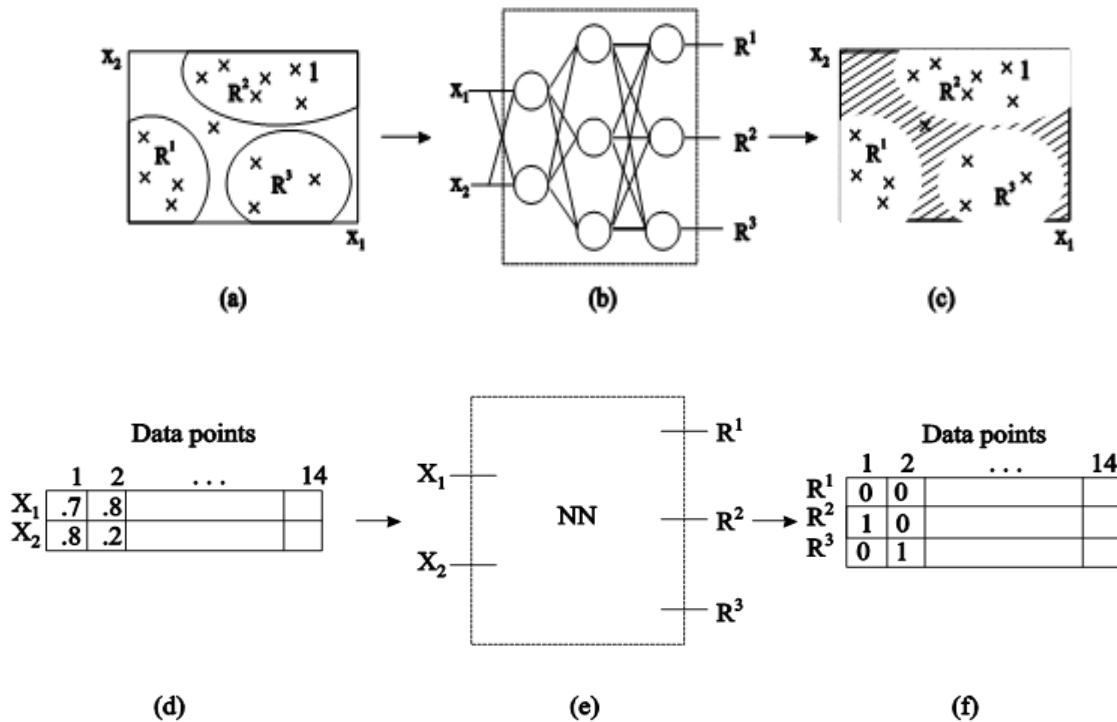 x₂
1
R²
R¹
R³
x₁
(a)
x₁
x₂
R¹
R²
R³
(b)
x₂
1
R²
R¹
R³
x₁
(c)
Data points
1 2 ... 14
X₁ .7 .8
X₂ .8 .2
(d)
X₁
X₂
NN
R¹
R²
R³
(e)
Data points
1 2 ... 14
R¹ 0 0
R² 1 0
R³ 0 1
(f)